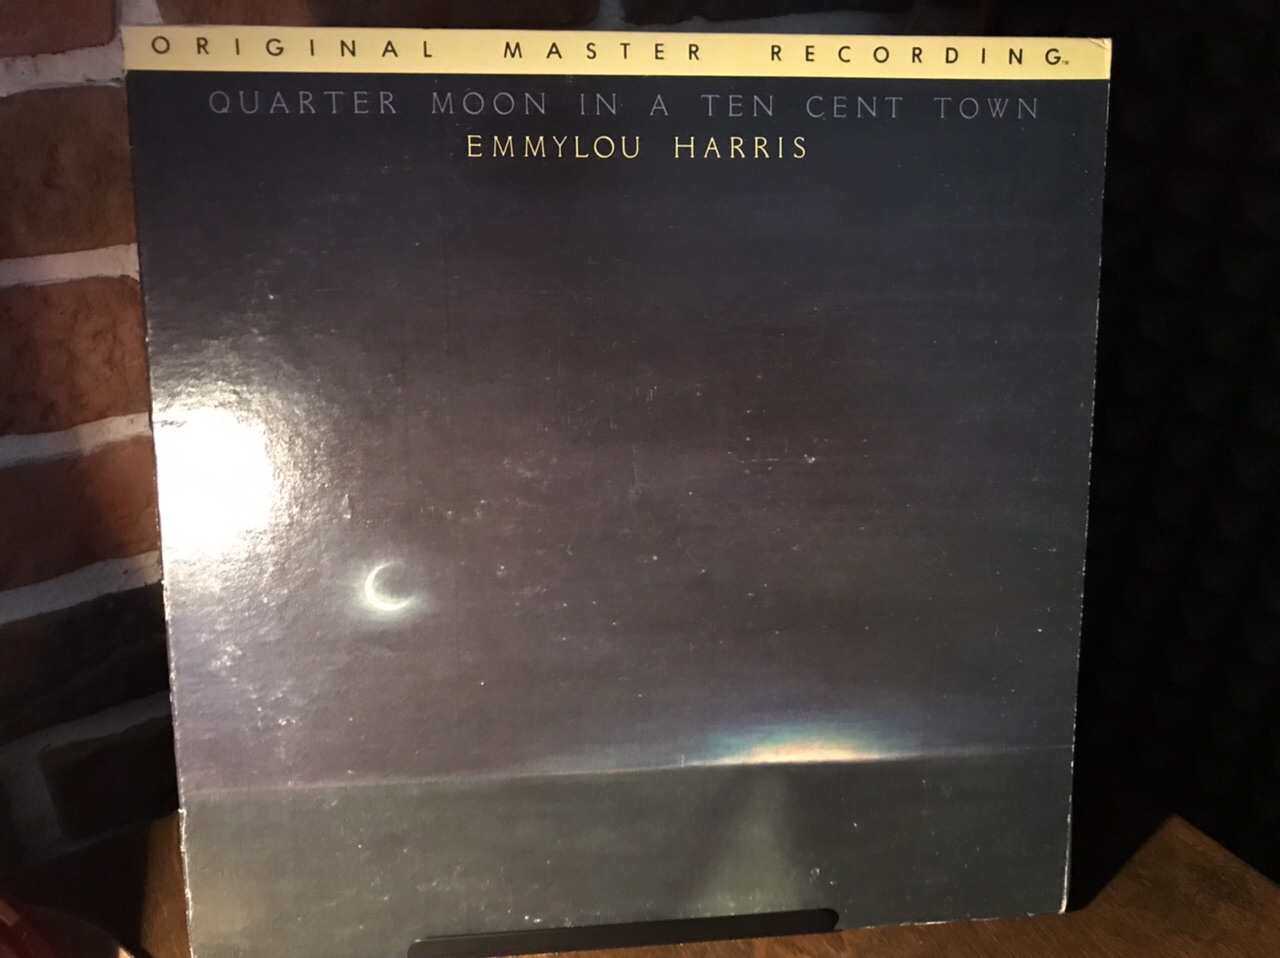 ORIGINAL MASTER RECORDING™
QUARTER MOON IN A TEN CENT TOWN
EMMYLOU HARRIS